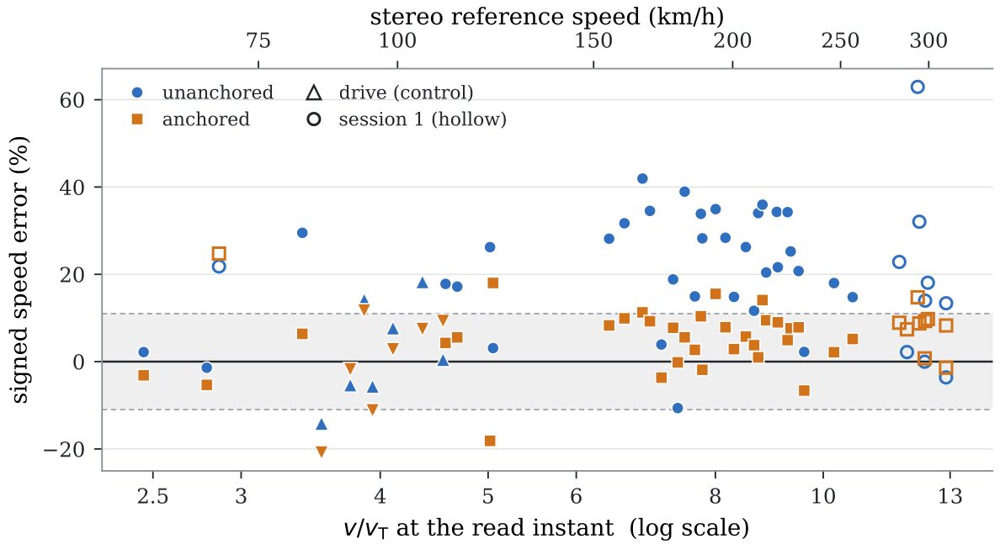 stereo reference speed (km/h)
75 100 150 200 250 300
unanchored
drive (control)
anchored
session 1 (hollow)
signed speed error (%)
60
40
20
0
−20
2.5 3 4 5 6 8 10 13
v/vT at the read instant (log scale)